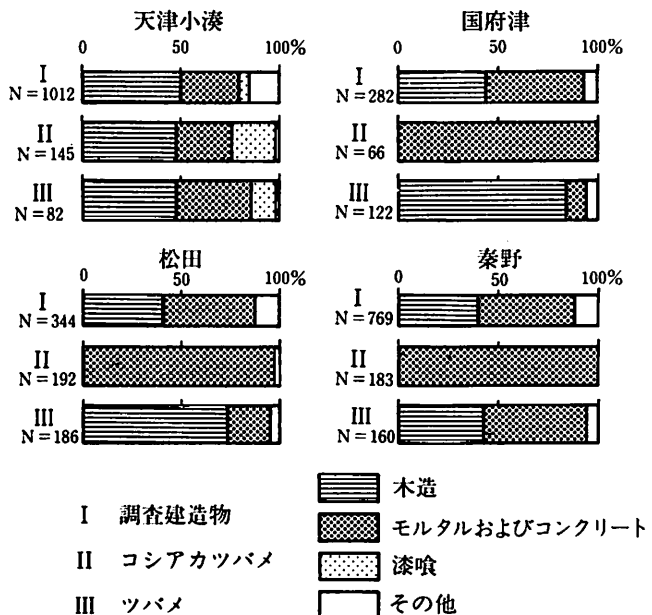 天津小湊
0 50 100%
I
N=1012
II
N=145
III
N=82
国府津
0 50 100%
I
N=282
II
N=66
III
N=122
松田
0 50 100%
I
N=344
II
N=192
III
N=186
秦野
0 50 100%
I
N=769
II
N=183
III
N=160
I 調査建造物
II コシアカツバメ
III ツバメ
木造
モルタルおよびコンクリート
漆喰
その他